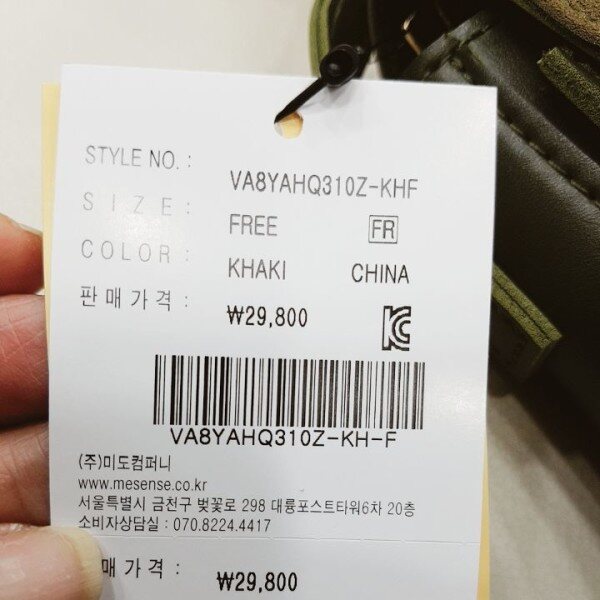 STYLE NO. : VA8YAHQ310Z-KHF
SIZE : FREE FR
COLOR : KHAKI CHINA
판매가격 : ₩29,800
VA8YAHQ310Z-KH-F
(주)미도컴퍼니
www.mesense.co.kr
서울특별시 금천구 벚꽃로 298 대륭포스트타워6차 20층
소비자상담실 : 070.8224.4417
매가격 : ₩29,800